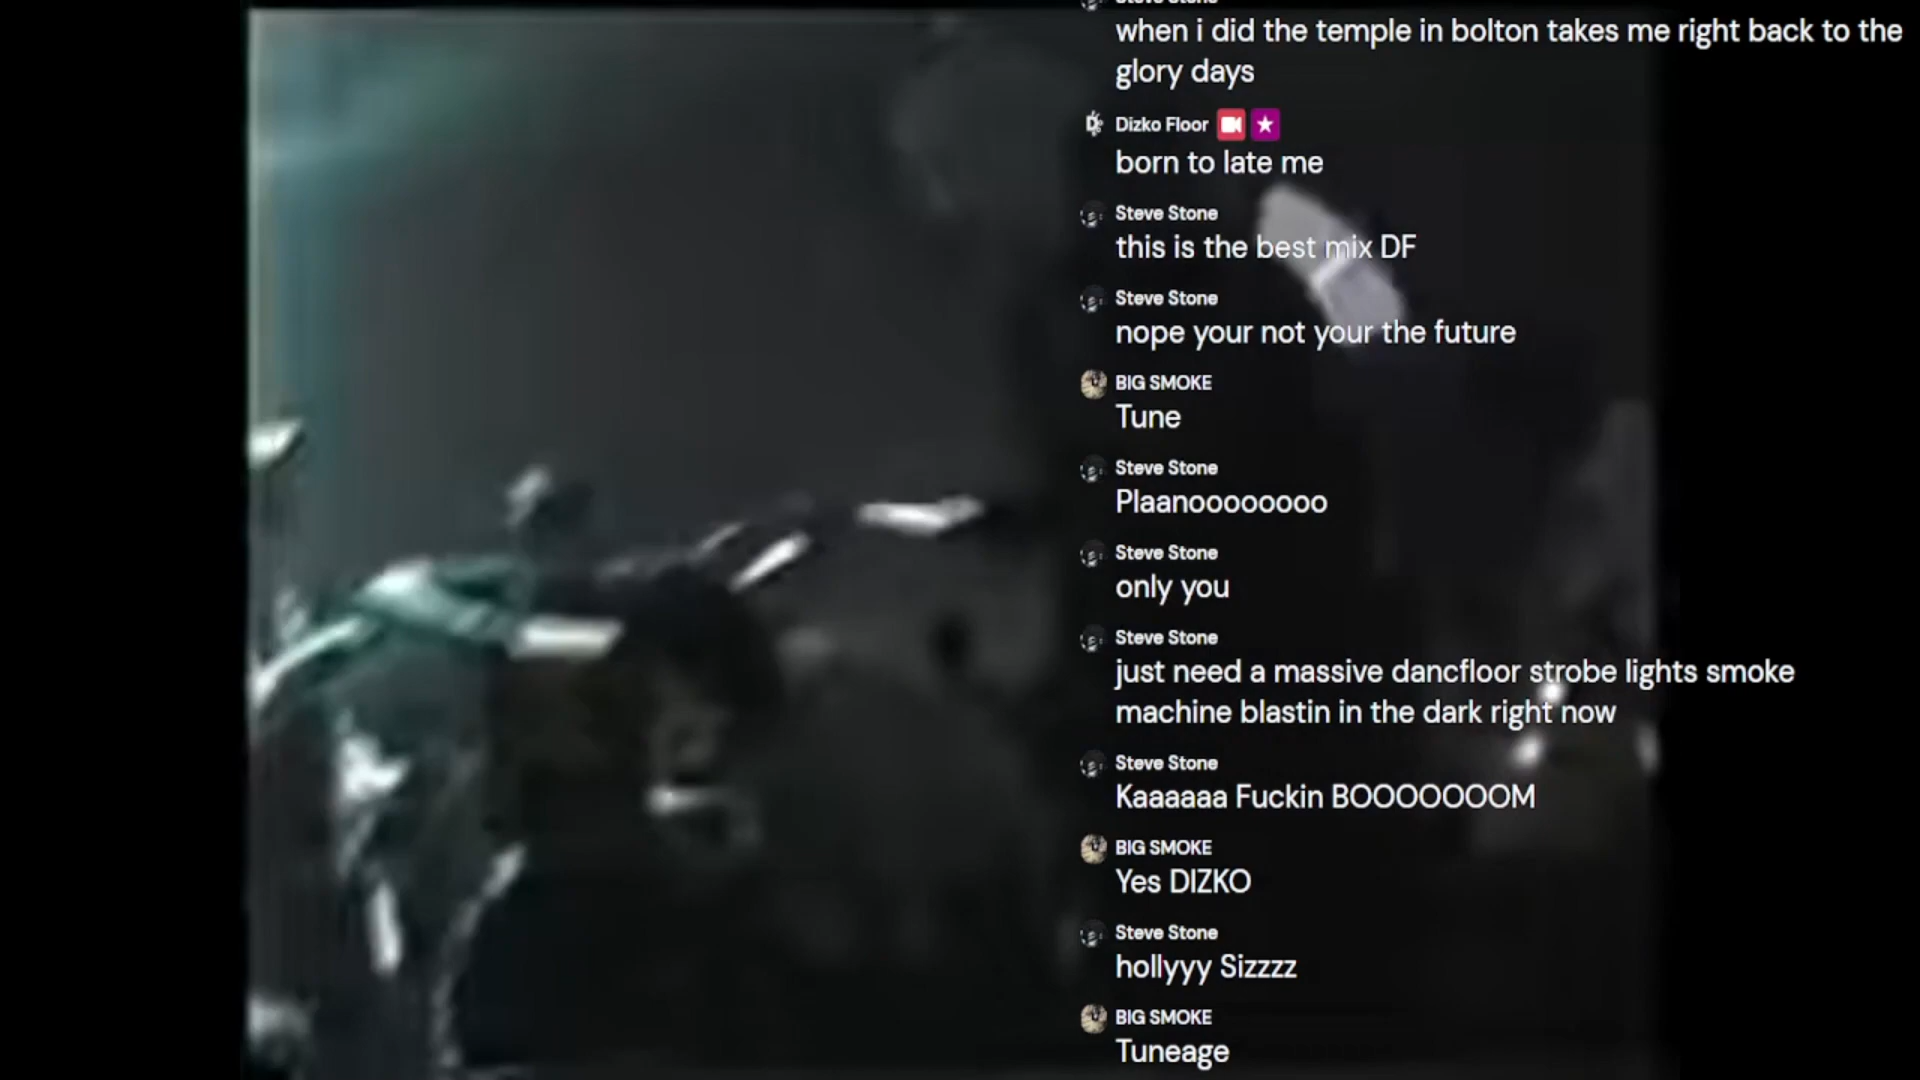 Steve Stone
when i did the temple in bolton takes me right back to the
glory days
Dizko Floor
born to late me
Steve Stone
this is the best mix DF
Steve Stone
nope your not your the future
BIG SMOKE
Tune
Steve Stone
Plaanoooooooo
Steve Stone
only you
Steve Stone
just need a massive dancfloor strobe lights smoke
machine blastin in the dark right now
Steve Stone
Kaaaaaa Fuckin BOOOOOOOM
BIG SMOKE
Yes DIZKO
Steve Stone
hollyyy Sizzzz
BIG SMOKE
Tuneage